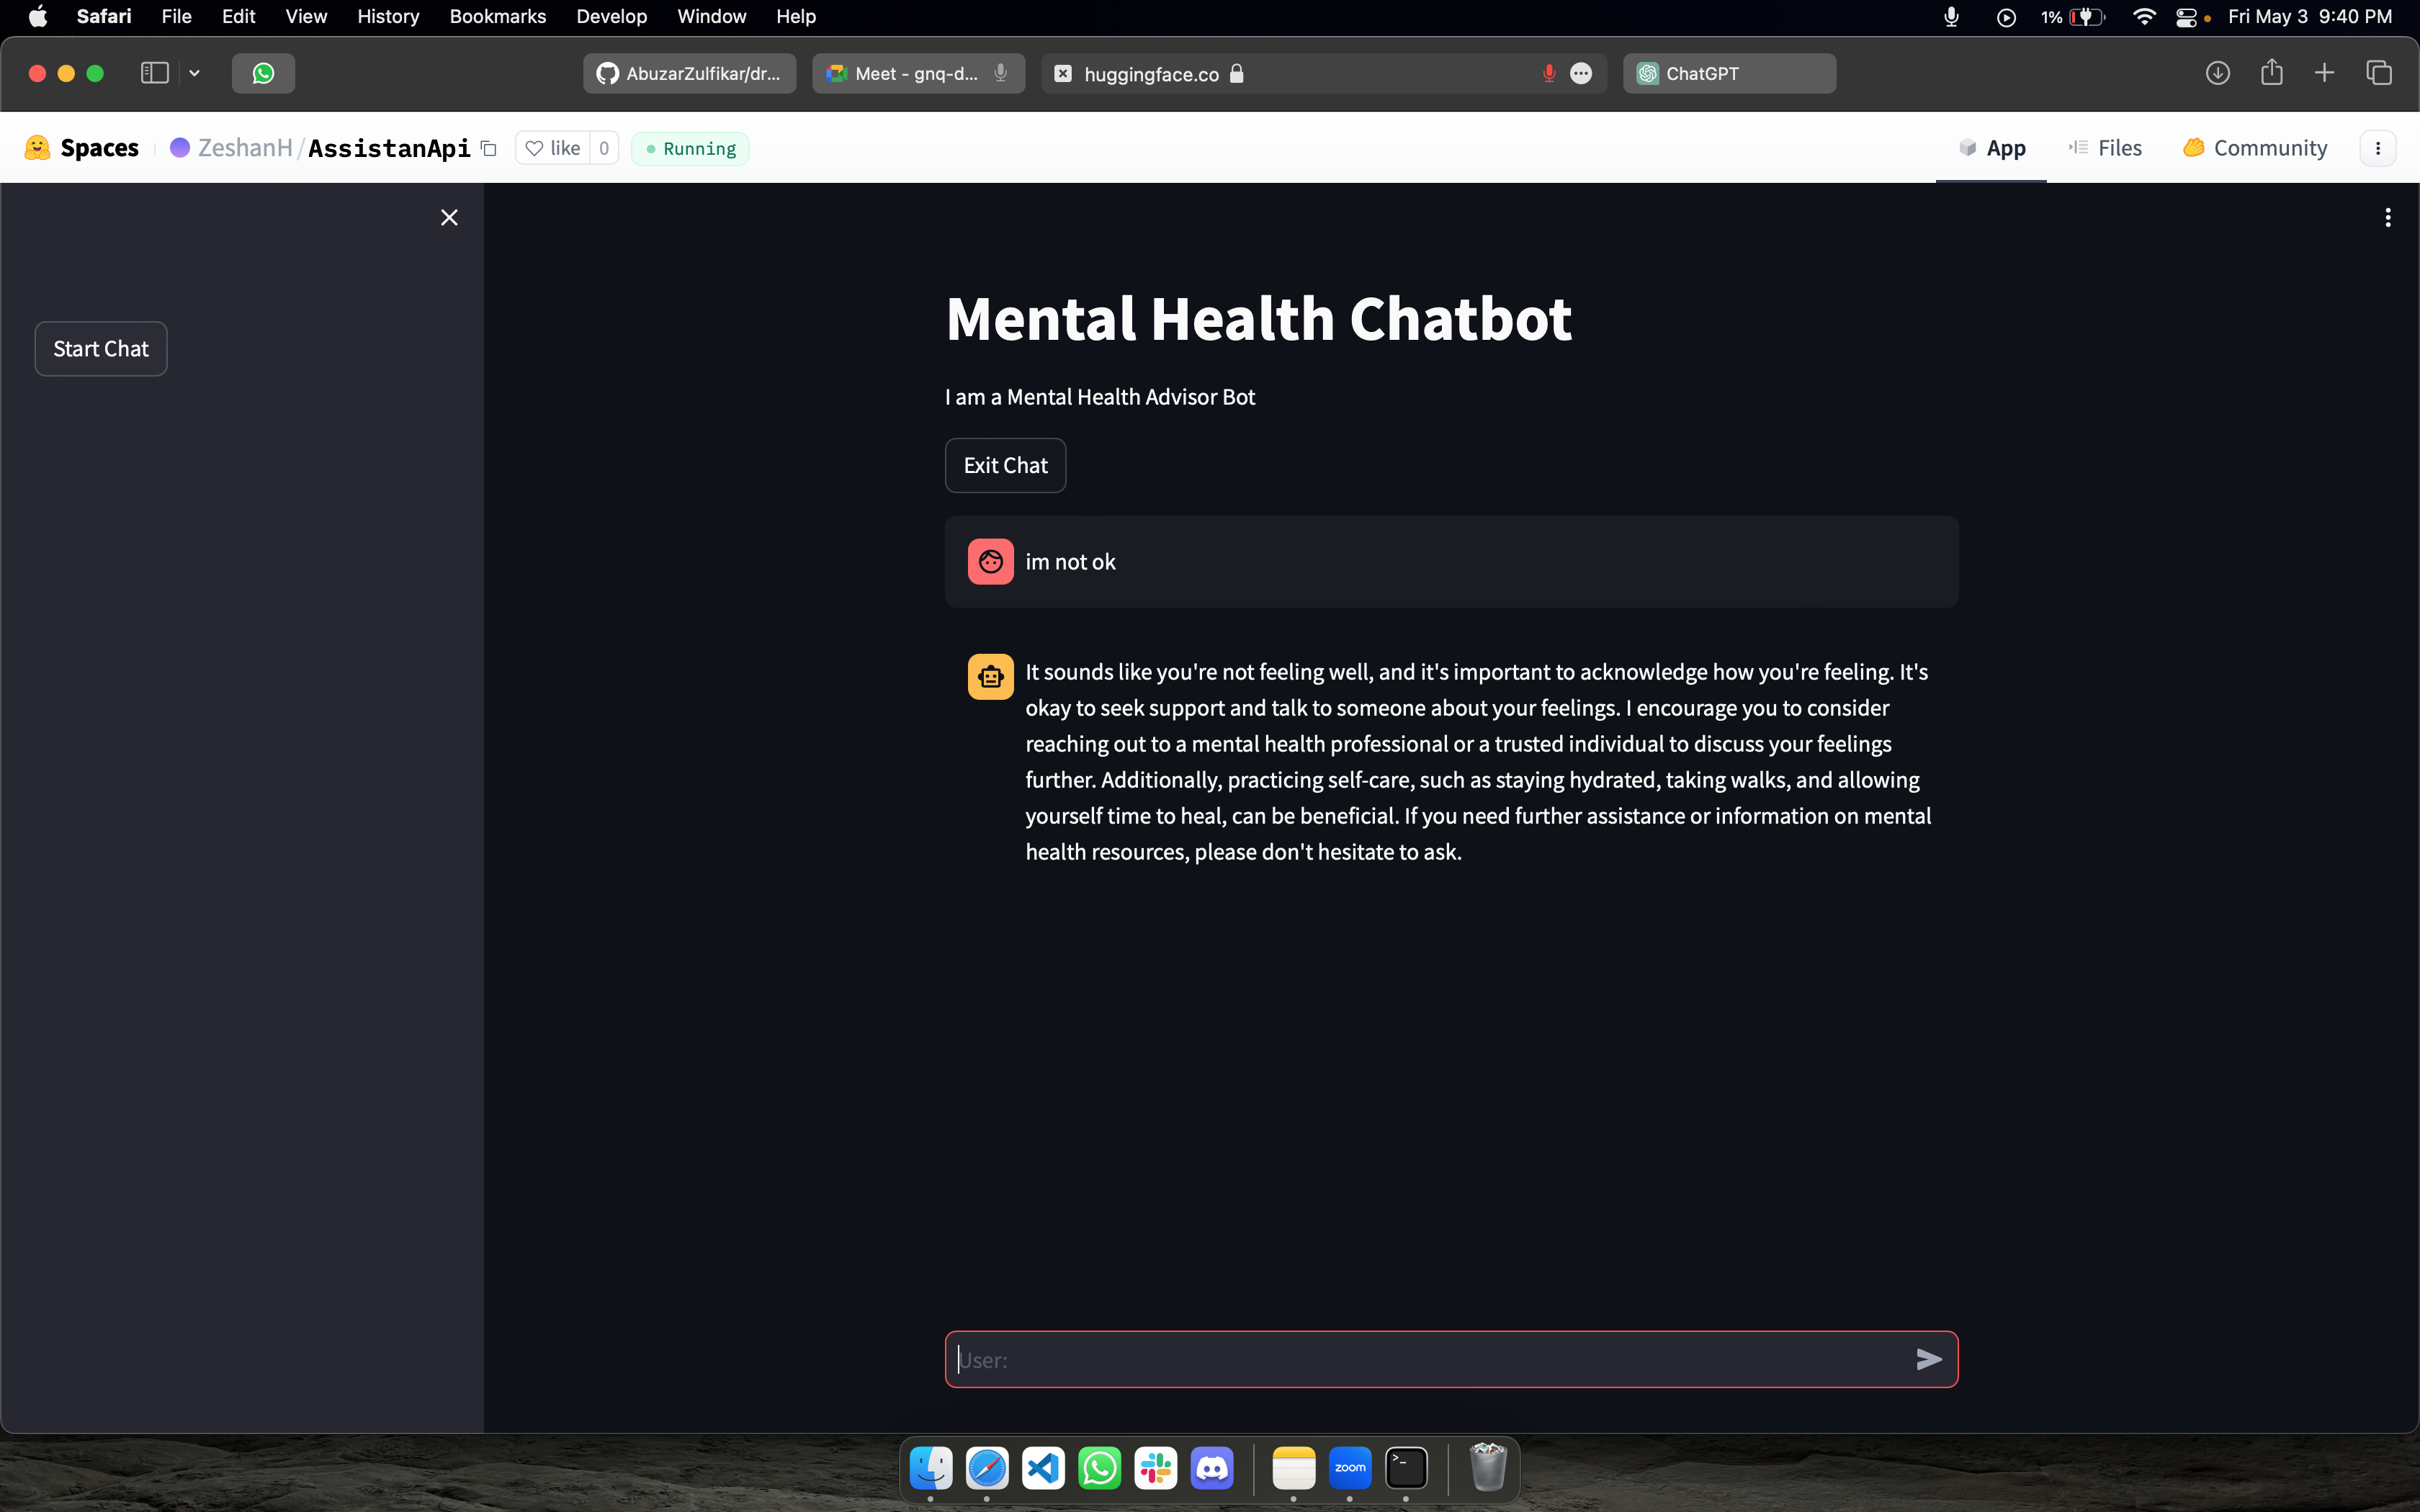 Safari File Edit View History Bookmarks Develop Window Help 1% Fri May 3 9:40 PM
AbuzarZulfikar/dr... Meet - gnq-d... huggingface.co ChatGPT
Spaces ZeshanH/AssistanApi like 0 Running App Files Community
Start Chat
Mental Health Chatbot
I am a Mental Health Advisor Bot
Exit Chat
im not ok
It sounds like you're not feeling well, and it's important to acknowledge how you're feeling. It's
okay to seek support and talk to someone about your feelings. I encourage you to consider
reaching out to a mental health professional or a trusted individual to discuss your feelings
further. Additionally, practicing self-care, such as staying hydrated, taking walks, and allowing
yourself time to heal, can be beneficial. If you need further assistance or information on mental
health resources, please don't hesitate to ask.
User:
zoom